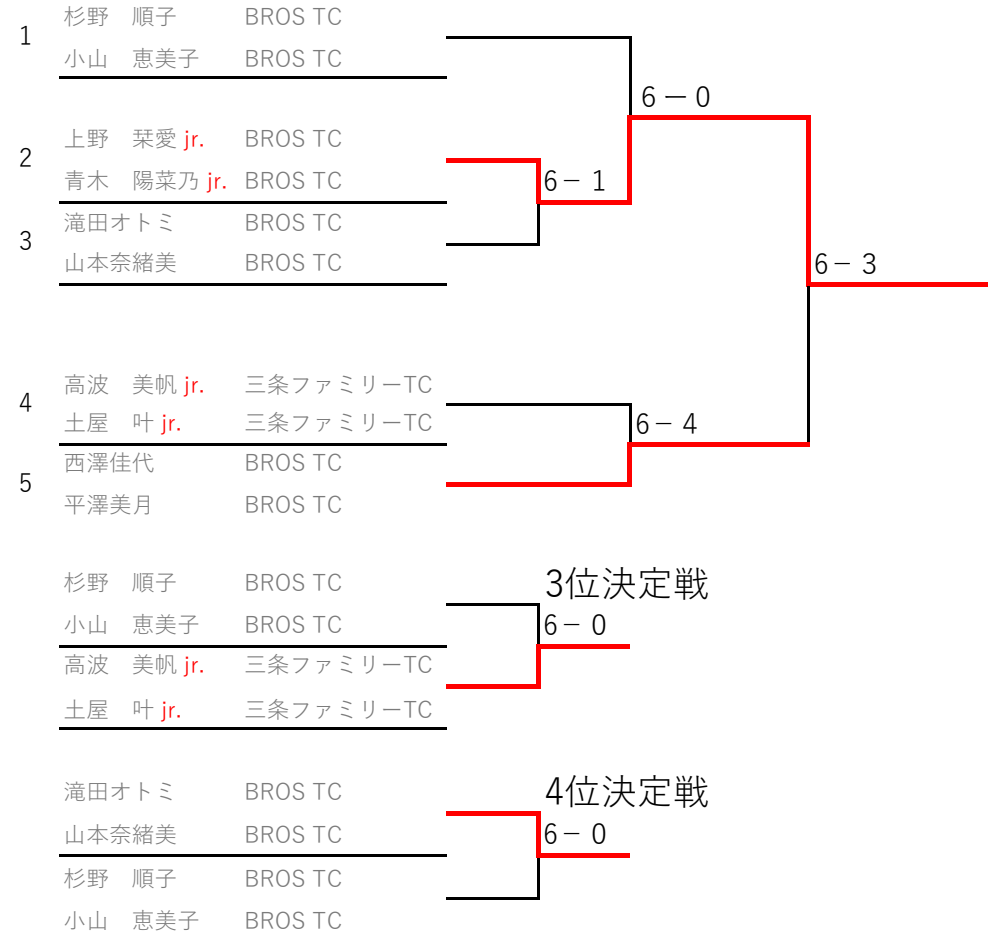 1
杉野　順子 BROS TC
小山　恵美子 BROS TC
6－0
2
上野　栞愛 jr. BROS TC
青木　陽菜乃 jr. BROS TC
6－1
3
滝田オトミ BROS TC
山本奈緒美 BROS TC
6－3
4
高波　美帆 jr. 三条ファミリーTC
土屋　叶 jr. 三条ファミリーTC
6－4
5
西澤佳代 BROS TC
平澤美月 BROS TC
3位決定戦
杉野　順子 BROS TC
小山　恵美子 BROS TC
6－0
高波　美帆 jr. 三条ファミリーTC
土屋　叶 jr. 三条ファミリーTC
4位決定戦
滝田オトミ BROS TC
山本奈緒美 BROS TC
6－0
杉野　順子 BROS TC
小山　恵美子 BROS TC